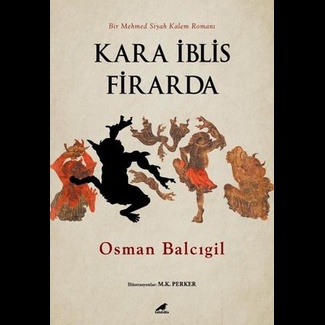 Bir Mehmed Siyah Kalem Romanı
KARA İBLİS
FİRARDA
Osman Balcıgil
İllüstrasyonlar: M.K. PERKER